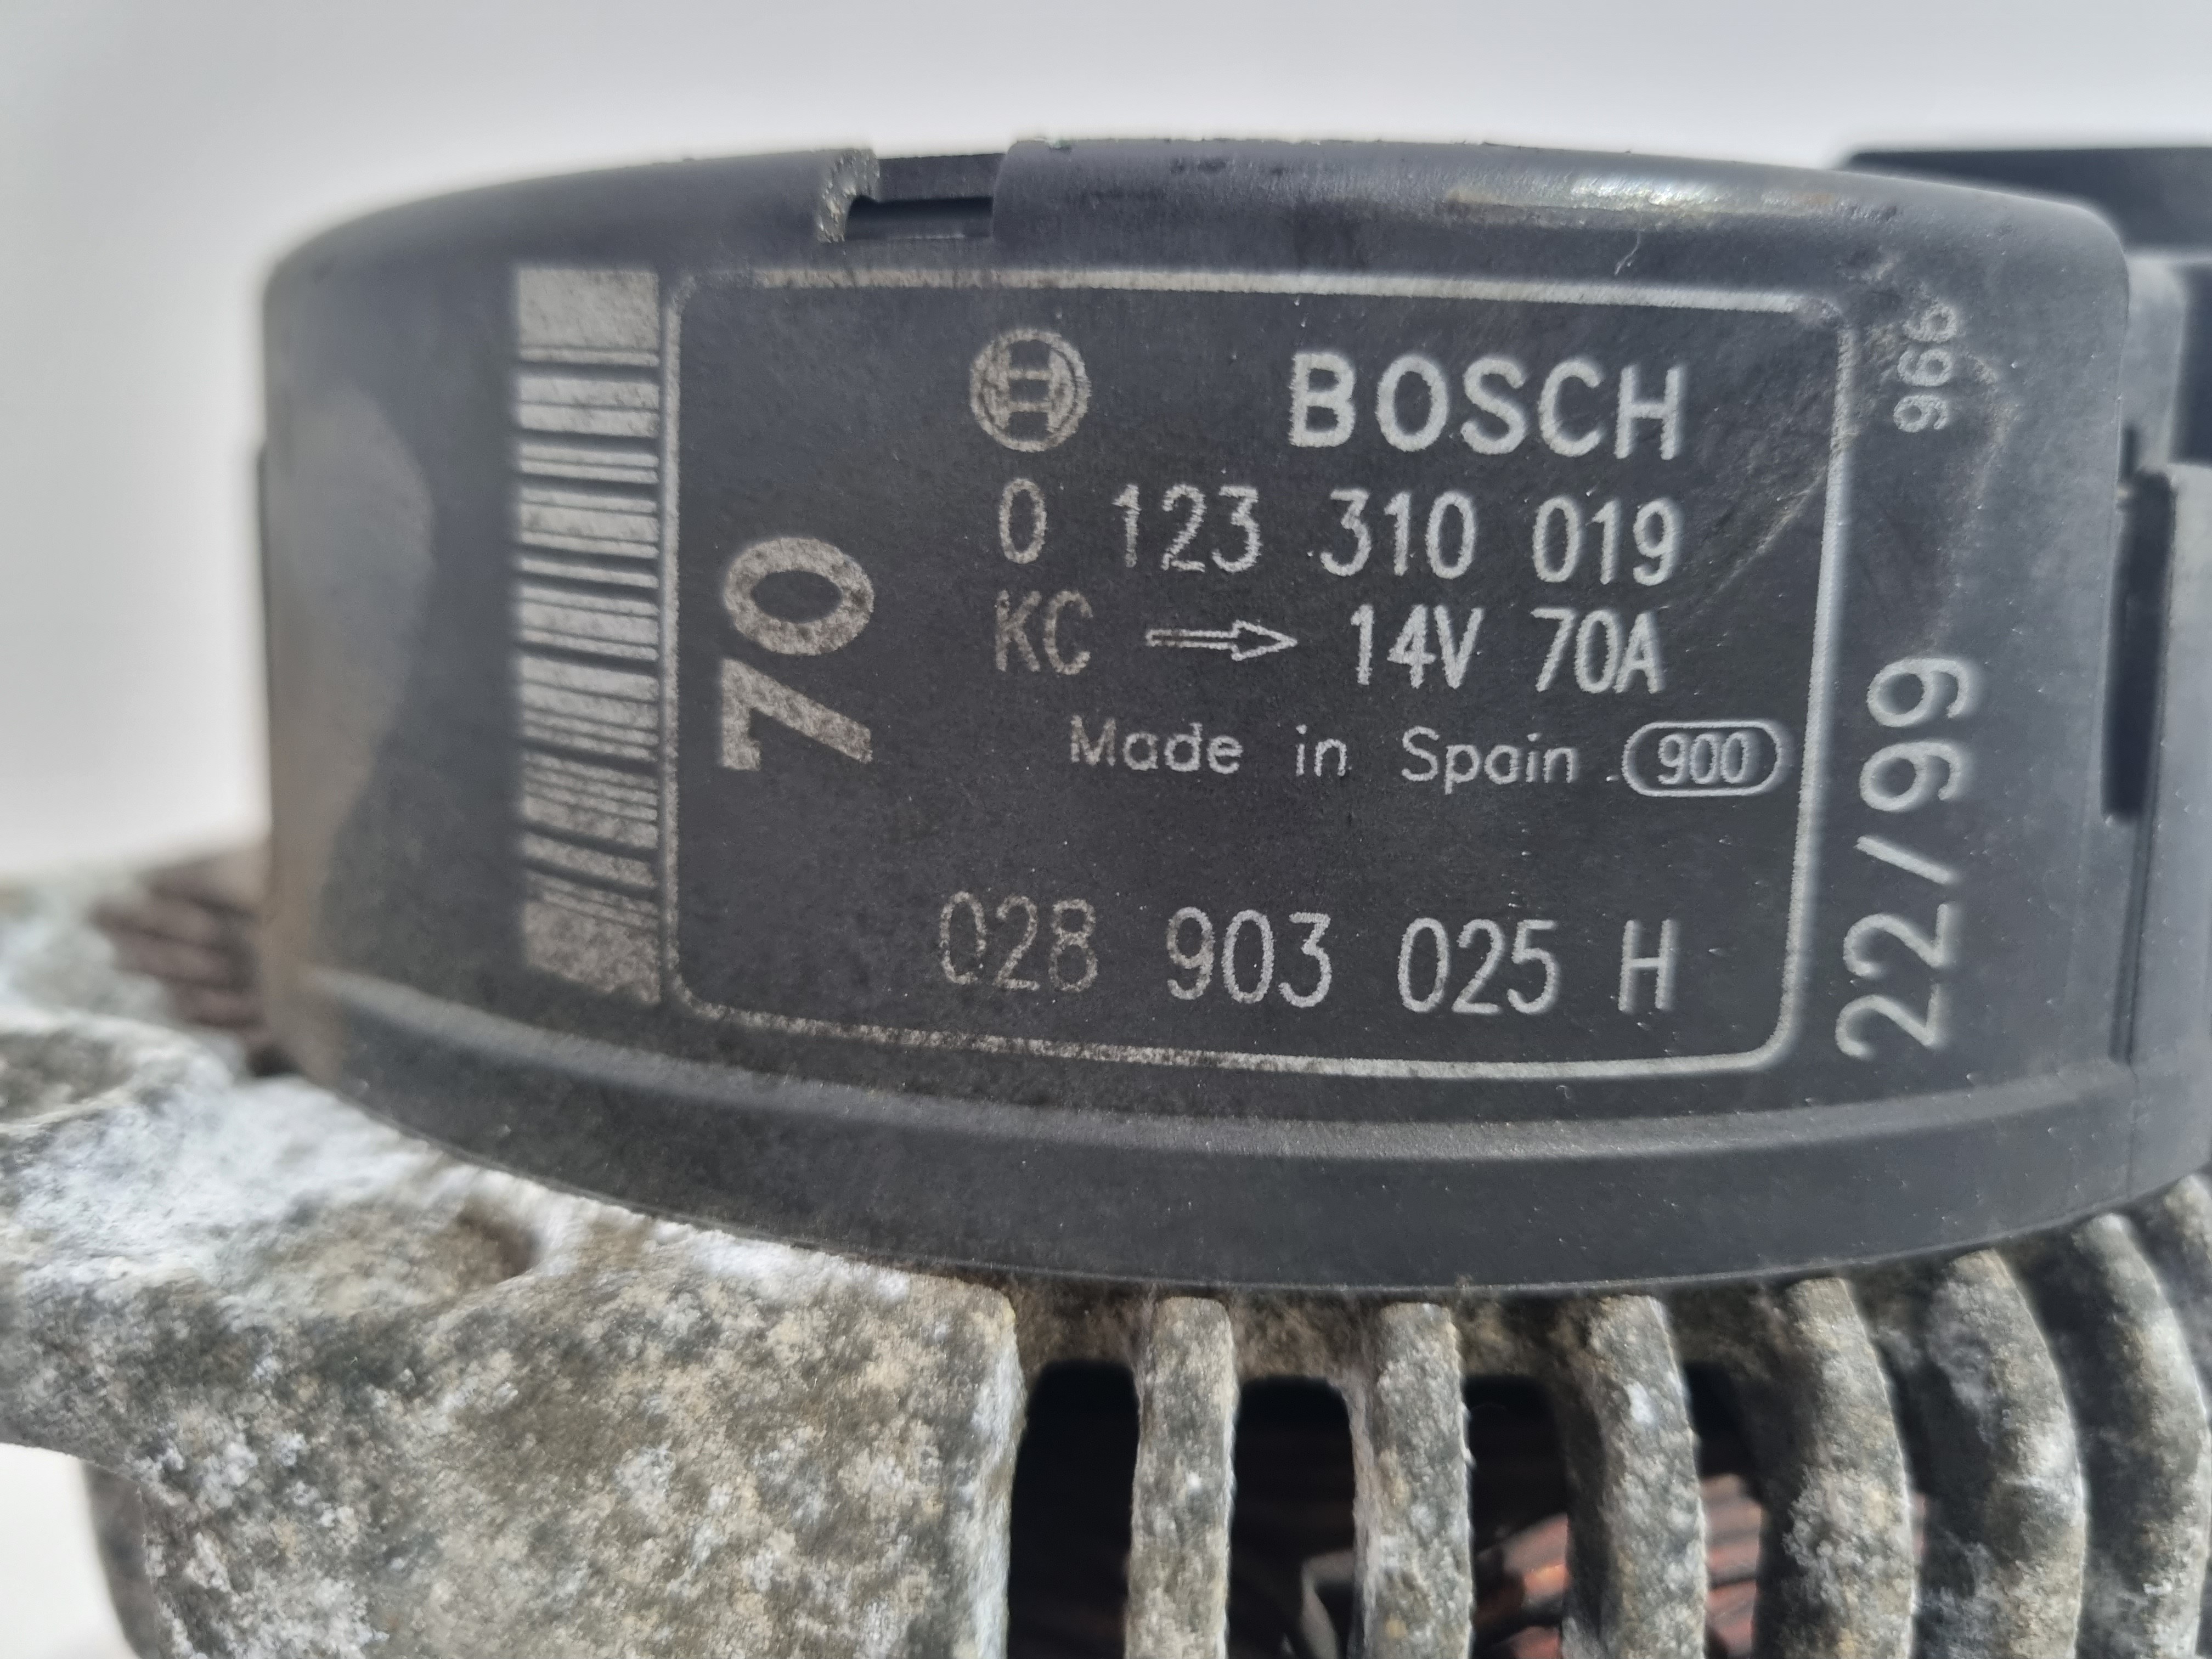 70
BOSCH
0 123 310 019
KC → 14V 70A
Made in Spain 900
028 903 025 H
22/99
966